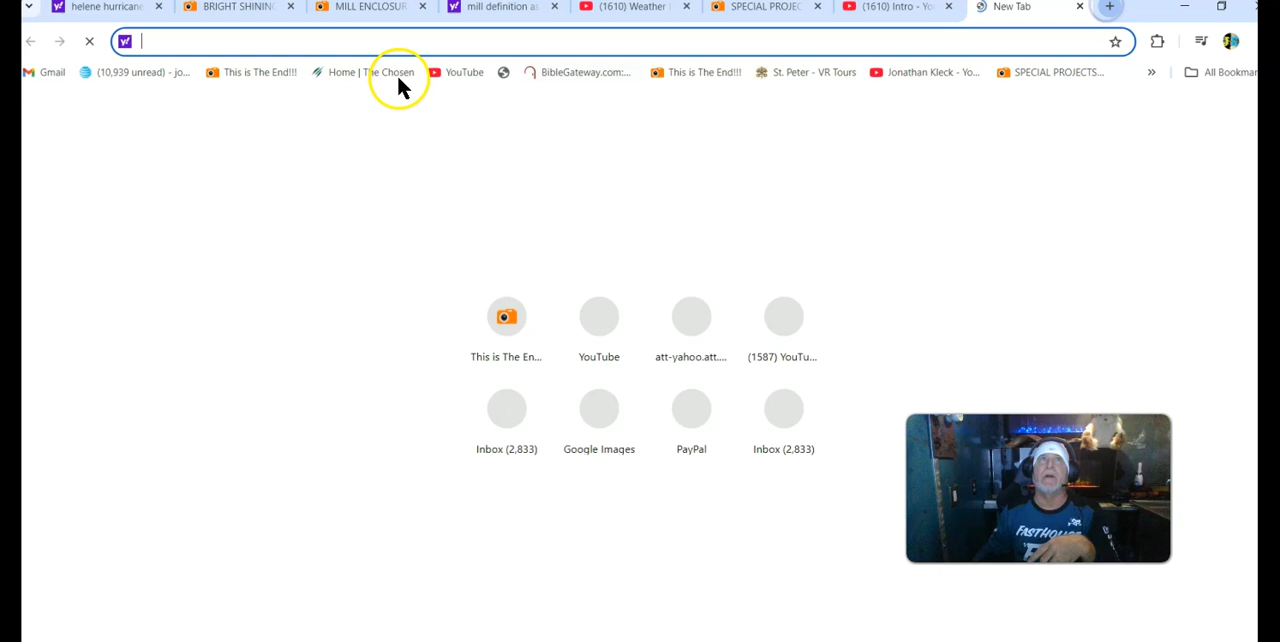 helene hurricane
BRIGHT SHINING
MILL ENCLOSUR
mill definition as
(1610) Weather
SPECIAL PROJEC
(1610) Intro - Yo
New Tab
Gmail
(10,939 unread) - jo...
This is The End!!!
Home | The Chosen
YouTube
BibleGateway.com:...
This is The End!!!
St. Peter - VR Tours
Jonathan Kleck - Yo...
SPECIAL PROJECTS...
»
All Bookmar
This is The En...
YouTube
att-yahoo.att....
(1587) YouTu...
Inbox (2,833)
Google Images
PayPal
Inbox (2,833)
FASTHOUSE